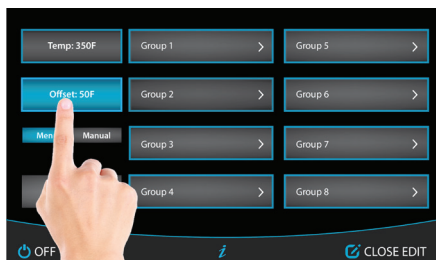 Temp: 350F
Group 1
Group 5
Offset: 50F
Group 2
Group 6
Manual
Group 3
Group 7
Group 4
Group 8
OFF
i
CLOSE EDIT